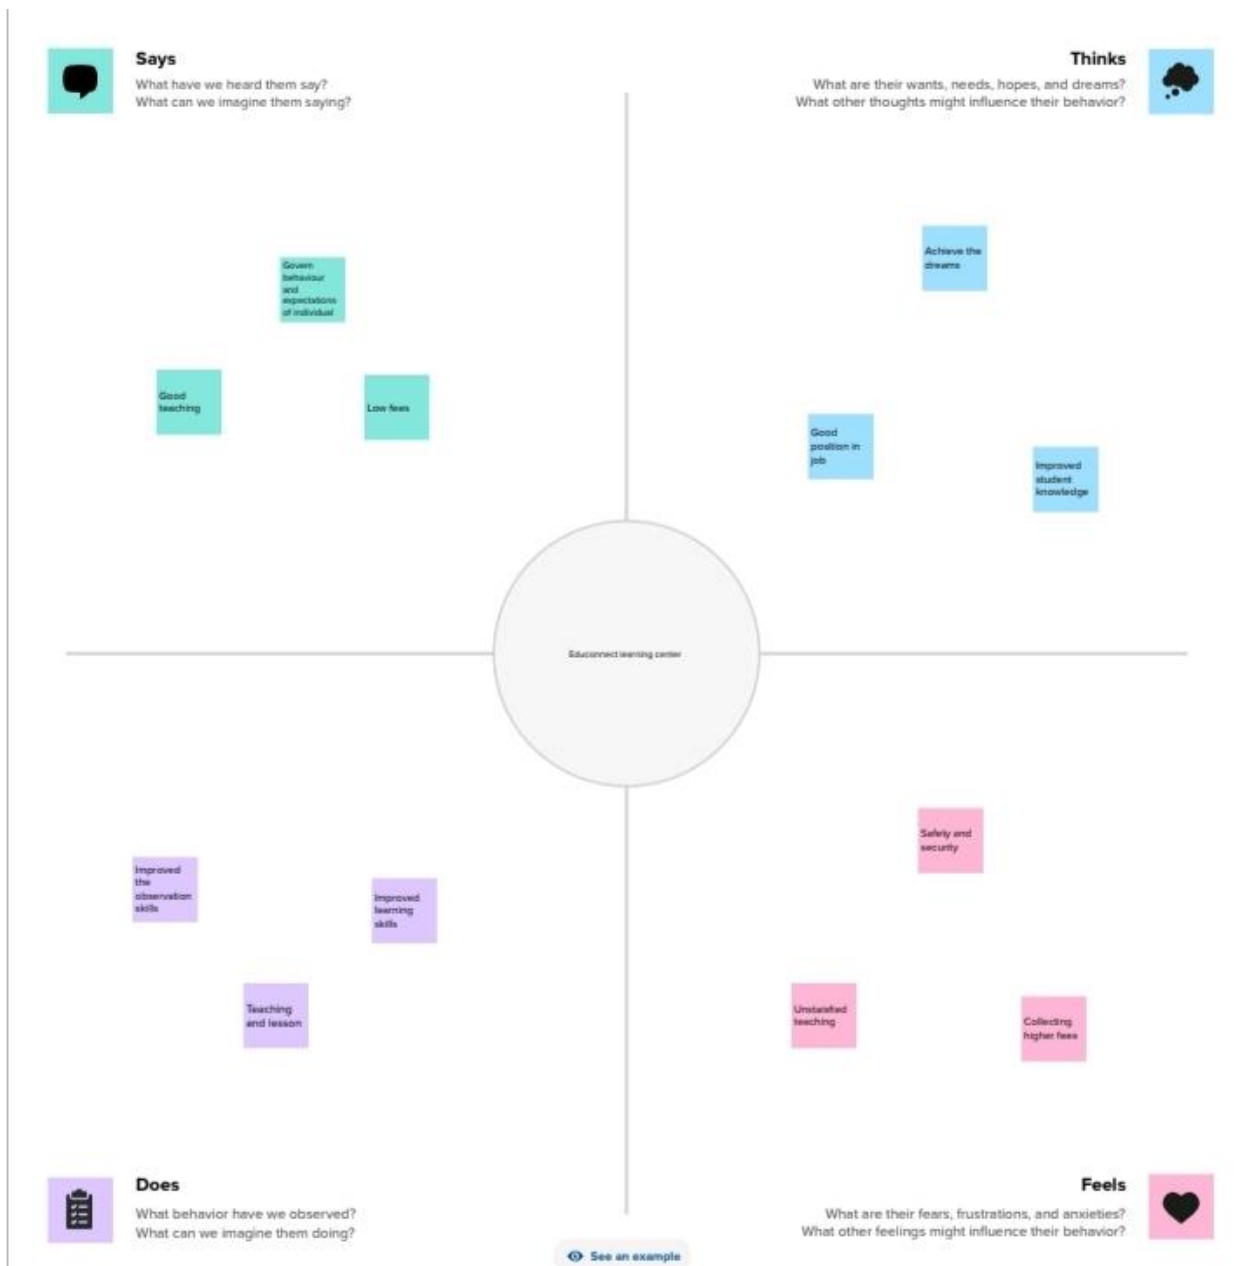 Says
What have we heard them say?
What can we imagine them saying?
Thinks
What are their wants, needs, hopes, and dreams?
What other thoughts might influence their behavior?
Govern
behaviour
and
expectations
of individual
Good
teaching
Low fees
Achieve the
dreams
Good
position in
job
Improved
student
knowledge
Educonnect learning center
Improved
the
observation
skills
Improved
learning
skills
Teaching
and lesson
Safety and
security
Unstaisfied
teaching
Collecting
higher fees
Does
What behavior have we observed?
What can we imagine them doing?
Feels
What are their fears, frustrations, and anxieties?
What other feelings might influence their behavior?
See an example